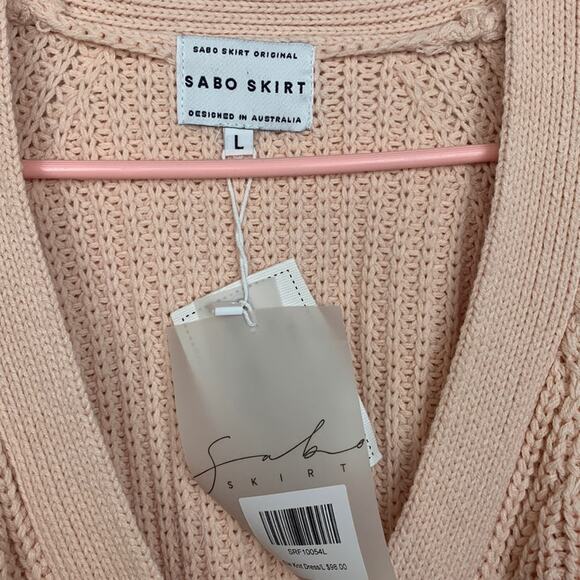 SABO SKIRT ORIGINAL
SABO SKIRT
DESIGNED IN AUSTRALIA
L
Sabo
SKIRT
SRF10054L
Knit Dress/L $98.00